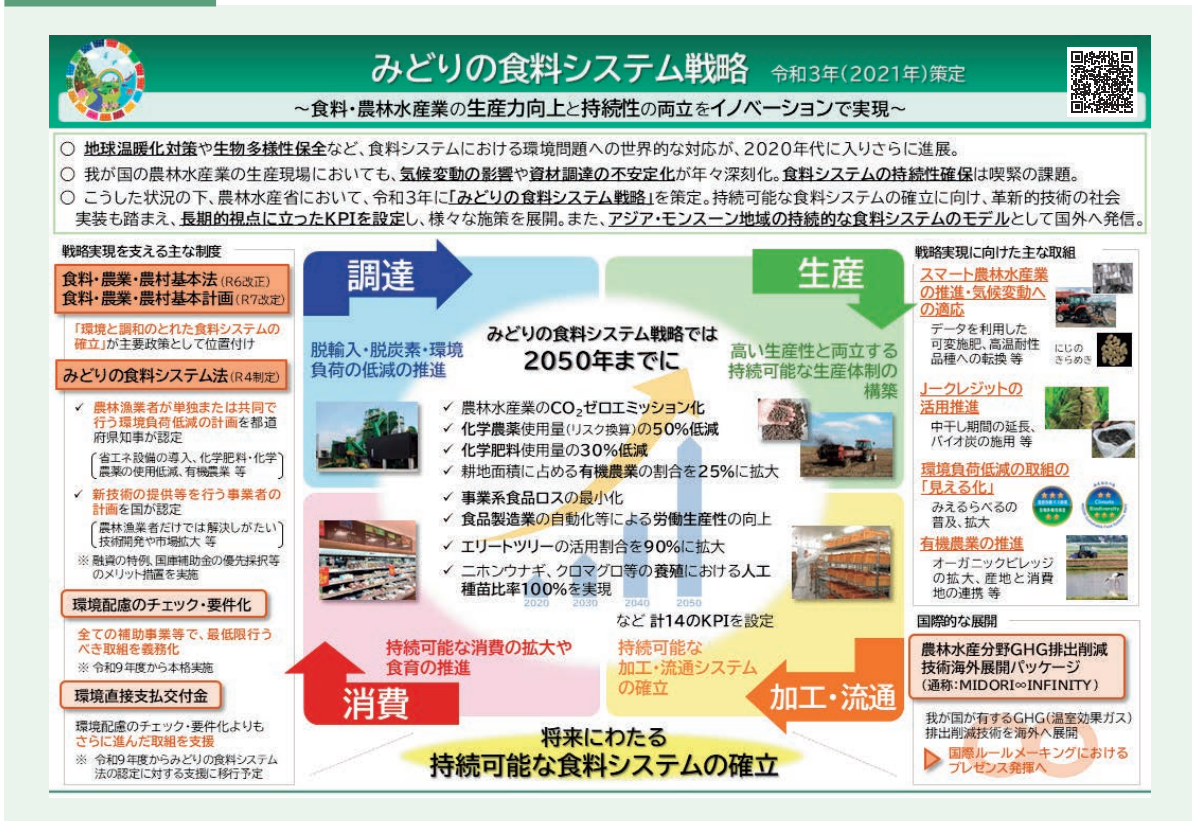 みどりの食料システム戦略 令和3年(2021年)策定
~食料・農林水産業の生産力向上と持続性の両立をイノベーションで実現~
○ 地球温暖化対策や生物多様性保全など、食料システムにおける環境問題への世界的な対応が、2020年代に入りさらに進展。
○ 我が国の農林水産業の生産現場においても、気候変動の影響や資材調達の不安定化が年々深刻化。食料システムの持続性確保は喫緊の課題。
○ こうした状況の下、農林水産省において、令和3年に「みどりの食料システム戦略」を策定。持続可能な食料システムの確立に向け、革新的技術の社会
実装も踏まえ、長期的視点に立ったKPIを設定し、様々な施策を展開。また、アジア・モンスーン地域の持続的な食料システムのモデルとして国外へ発信。
戦略実現を支える主な制度
食料・農業・農村基本法(R6改正)
食料・農業・農村基本計画(R7改定)
「環境と調和のとれた食料システムの
確立」が主要政策として位置付け
みどりの食料システム法(R4制定)
✓ 農林漁業者が単独または共同で
行う環境負荷低減の計画を都道
府県知事が認定
省エネ設備の導入、化学肥料・化学
農薬の使用低減、有機農業 等
✓ 新技術の提供等を行う事業者の
計画を国が認定
農林漁業者だけでは解決しがたい
技術開発や市場拡大 等
※ 融資の特例、国庫補助金の優先採択等
のメリット措置を実施
環境配慮のチェック・要件化
全ての補助事業等で、最低限行う
べき取組を義務化
※ 令和9年度から本格実施
環境直接支払交付金
環境配慮のチェック・要件化よりも
さらに進んだ取組を支援
※ 令和9年度からみどりの食料システム
法の認定に対する支援に移行予定
調達
脱輸入・脱炭素・環境
負荷の低減の推進
生産
高い生産性と両立する
持続可能な生産体制の
構築
みどりの食料システム戦略では
2050年までに
✓ 農林水産業のCO₂ゼロエミッション化
✓ 化学農薬使用量(リスク換算)の50%低減
✓ 化学肥料使用量の30%低減
✓ 耕地面積に占める有機農業の割合を25%に拡大
✓ 事業系食品ロスの最小化
✓ 食品製造業の自動化等による労働生産性の向上
✓ エリートツリーの活用割合を90%に拡大
✓ ニホンウナギ、クロマグロ等の養殖における人工
種苗比率100%を実現
2020 2030 2040 2050
など 計14のKPIを設定
持続可能な消費の拡大や
食育の推進
消費
持続可能な
加工・流通システム
の確立
加工・流通
将来にわたる
持続可能な食料システムの確立
戦略実現に向けた主な取組
スマート農林水産業
の推進・気候変動へ
の適応
データを利用した
可変施肥、高温耐性
品種への転換 等
にじの
きらめき
Jークレジットの
活用推進
中干し期間の延長、
バイオ炭の施用 等
環境負荷低減の取組の
「見える化」
みえるらべるの
普及、拡大
Climate
Biodiversity
有機農業の推進
オーガニックビレッジ
の拡大、産地と消費
地の連携 等
国際的な展開
農林水産分野GHG排出削減
技術海外展開パッケージ
(通称:MIDORI∞INFINITY)
我が国が有するGHG(温室効果ガス)
排出削減技術を海外へ展開
国際ルールメーキングにおける
プレゼンス発揮へ